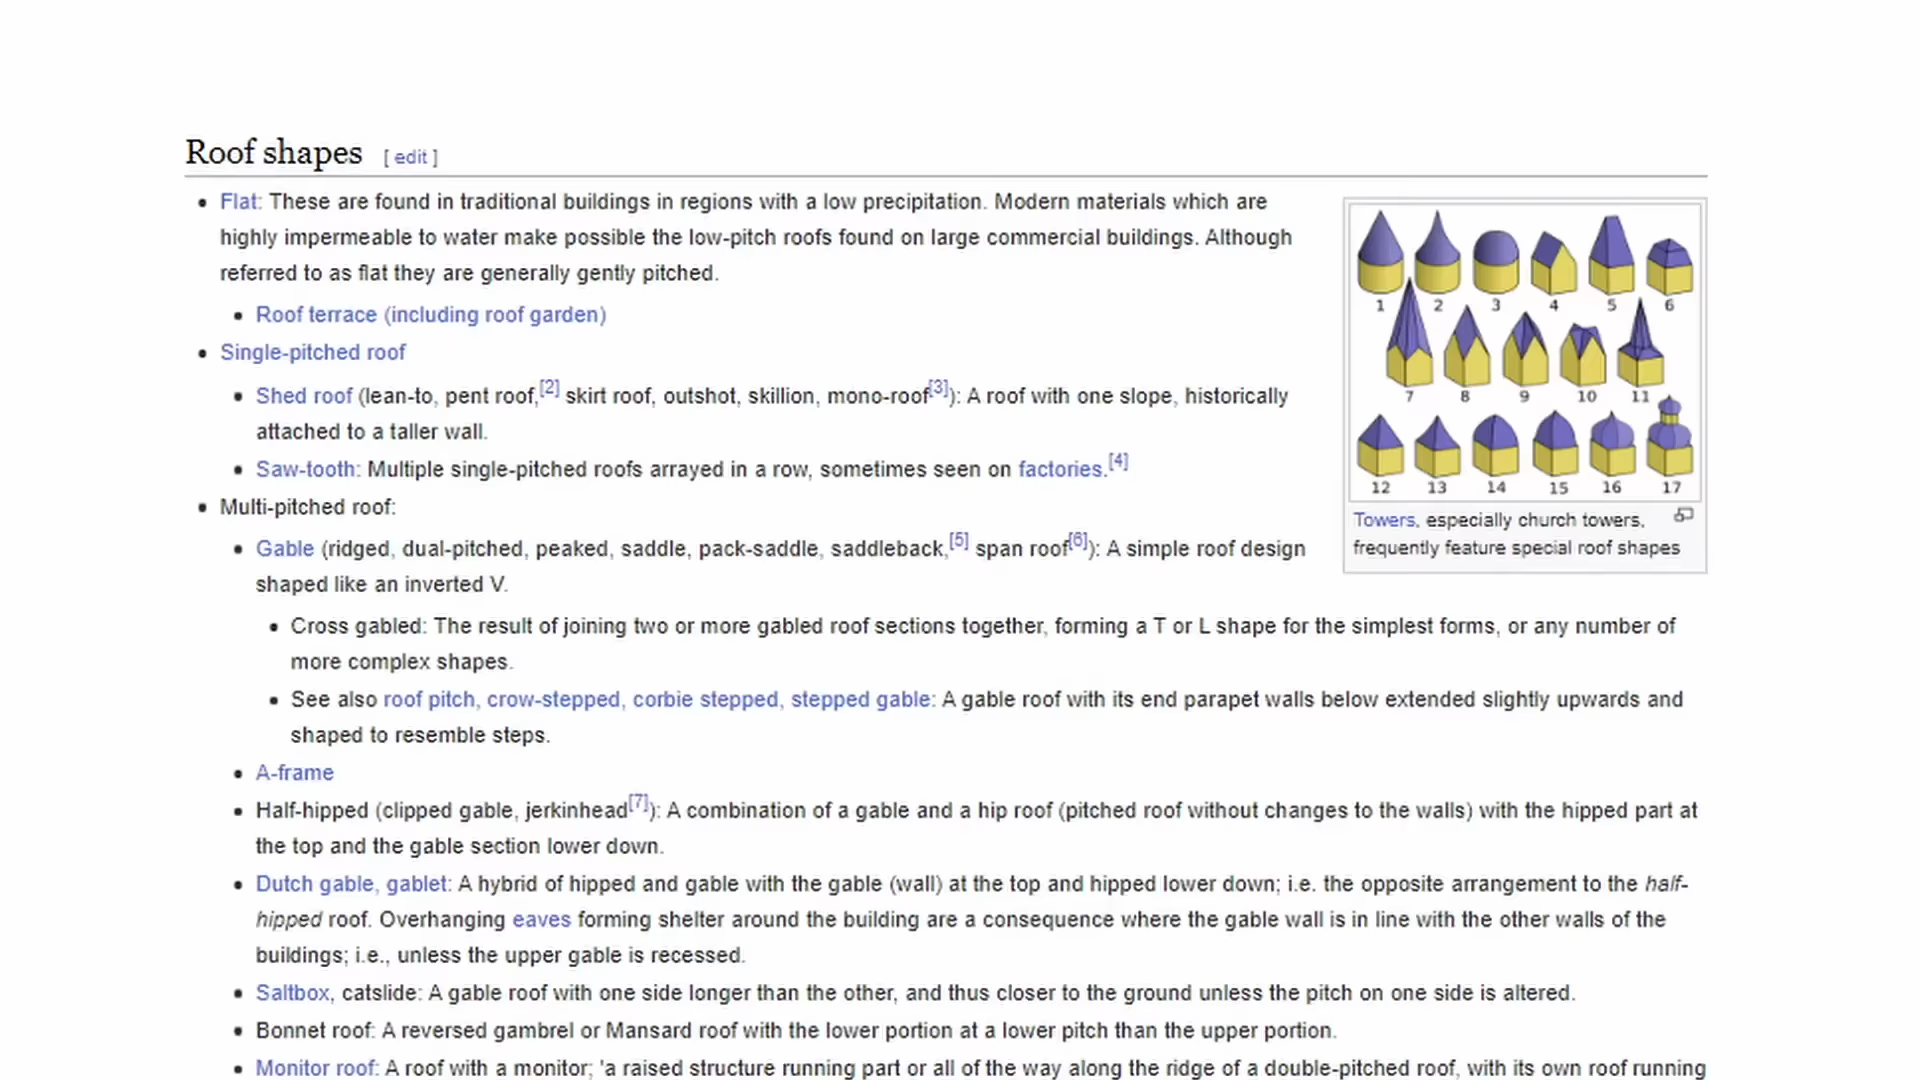 Roof shapes [ edit ]
Flat: These are found in traditional buildings in regions with a low precipitation. Modern materials which are
highly impermeable to water make possible the low-pitch roofs found on large commercial buildings. Although
referred to as flat they are generally gently pitched.
Roof terrace (including roof garden)
Single-pitched roof
Shed roof (lean-to, pent roof,[2] skirt roof, outshot, skillion, mono-roof[3]): A roof with one slope, historically
attached to a taller wall.
Saw-tooth: Multiple single-pitched roofs arrayed in a row, sometimes seen on factories.[4]
Multi-pitched roof:
Gable (ridged, dual-pitched, peaked, saddle, pack-saddle, saddleback,[5] span roof[6]): A simple roof design
shaped like an inverted V.
Cross gabled: The result of joining two or more gabled roof sections together, forming a T or L shape for the simplest forms, or any number of
more complex shapes.
See also roof pitch, crow-stepped, corbie stepped, stepped gable: A gable roof with its end parapet walls below extended slightly upwards and
shaped to resemble steps.
A-frame
Half-hipped (clipped gable, jerkinhead[7]): A combination of a gable and a hip roof (pitched roof without changes to the walls) with the hipped part at
the top and the gable section lower down.
Dutch gable, gablet: A hybrid of hipped and gable with the gable (wall) at the top and hipped lower down; i.e. the opposite arrangement to the half-
hipped roof. Overhanging eaves forming shelter around the building are a consequence where the gable wall is in line with the other walls of the
buildings; i.e., unless the upper gable is recessed.
Saltbox, catslide: A gable roof with one side longer than the other, and thus closer to the ground unless the pitch on one side is altered.
Bonnet roof: A reversed gambrel or Mansard roof with the lower portion at a lower pitch than the upper portion.
Monitor roof: A roof with a monitor; 'a raised structure running part or all of the way along the ridge of a double-pitched roof, with its own roof running
1 2 3 4 5 6
7 8 9 10 11
12 13 14 15 16 17
Towers, especially church towers,
frequently feature special roof shapes